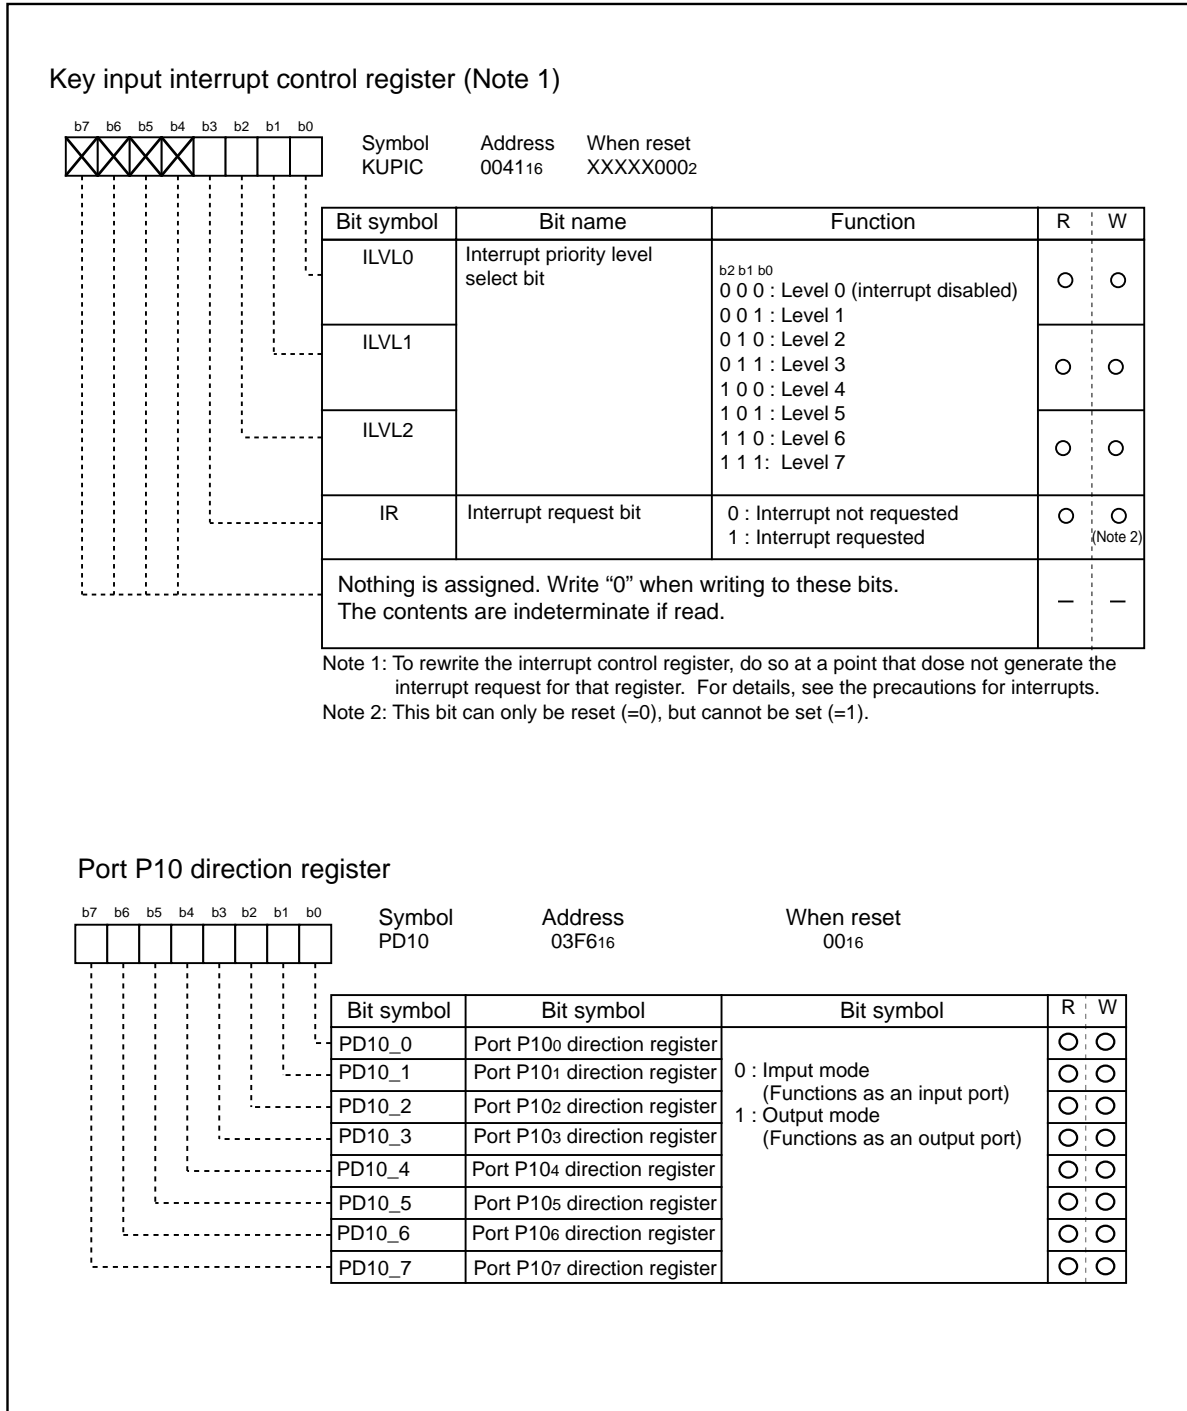 Key input interrupt control register (Note 1)
b7 b6 b5 b4 b3 b2 b1 b0
Symbol Address When reset
KUPIC 004116 XXXXX0002
Bit symbol Bit name Function R W
ILVL0 Interrupt priority level
select bit
b2 b1 b0
0 0 0 : Level 0 (interrupt disabled)
0 0 1 : Level 1
ILVL1 0 1 0 : Level 2
0 1 1 : Level 3
1 0 0 : Level 4
1 0 1 : Level 5
ILVL2 1 1 0 : Level 6
1 1 1: Level 7
IR Interrupt request bit 0 : Interrupt not requested
1 : Interrupt requested (Note 2)
Nothing is assigned. Write “0” when writing to these bits.
The contents are indeterminate if read. – –
Note 1: To rewrite the interrupt control register, do so at a point that dose not generate the
interrupt request for that register. For details, see the precautions for interrupts.
Note 2: This bit can only be reset (=0), but cannot be set (=1).
Port P10 direction register
b7 b6 b5 b4 b3 b2 b1 b0
Symbol Address When reset
PD10 03F616 0016
Bit symbol Bit symbol Bit symbol R W
PD10_0 Port P100 direction register
PD10_1 Port P101 direction register 0 : Imput mode
(Functions as an input port)
PD10_2 Port P102 direction register 1 : Output mode
PD10_3 Port P103 direction register (Functions as an output port)
PD10_4 Port P104 direction register
PD10_5 Port P105 direction register
PD10_6 Port P106 direction register
PD10_7 Port P107 direction register